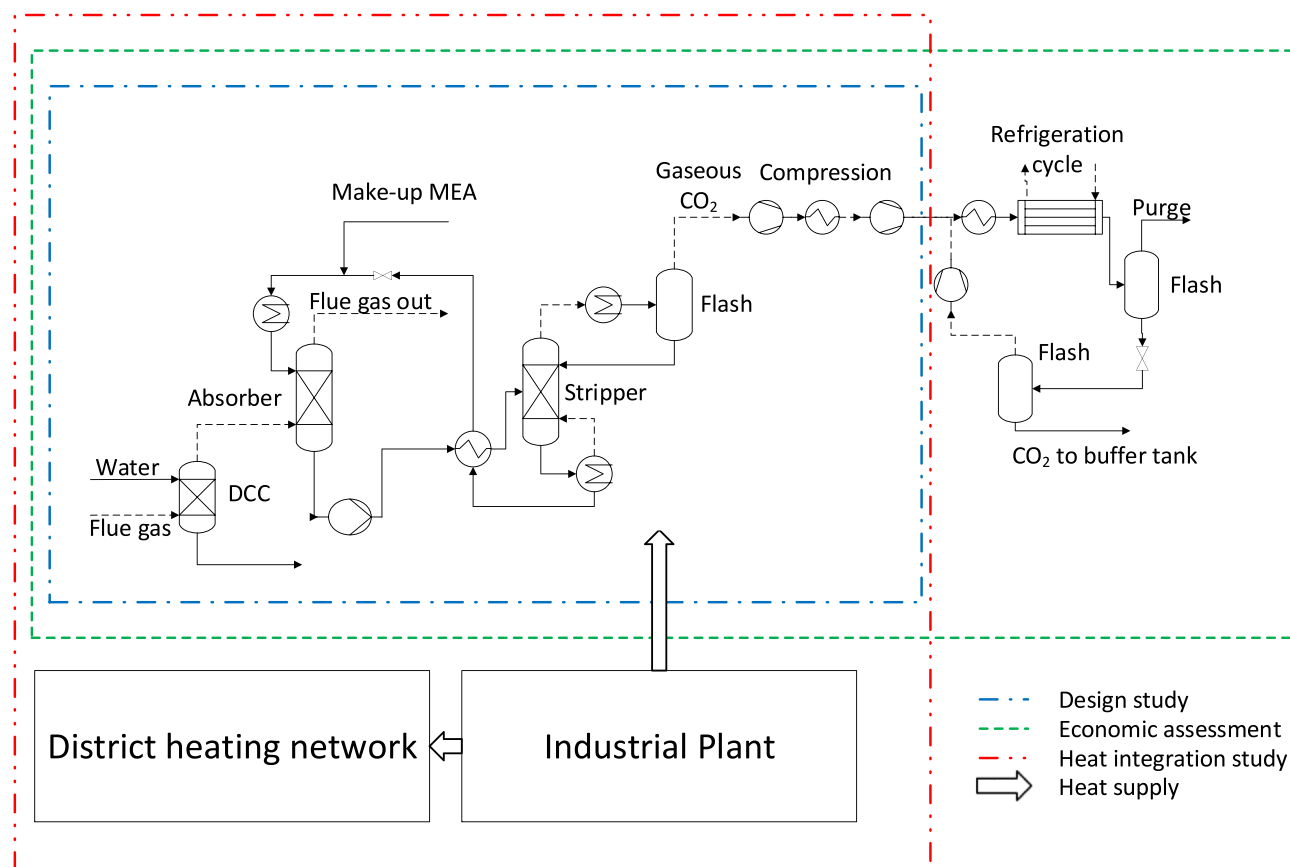 Refrigeration
cycle
Gaseous
CO₂
Compression
Make-up MEA
Purge
Flue gas out
Flash
Flash
Flash
Absorber
Stripper
CO₂ to buffer tank
Water
DCC
Flue gas
District heating network
Industrial Plant
Design study
Economic assessment
Heat integration study
Heat supply